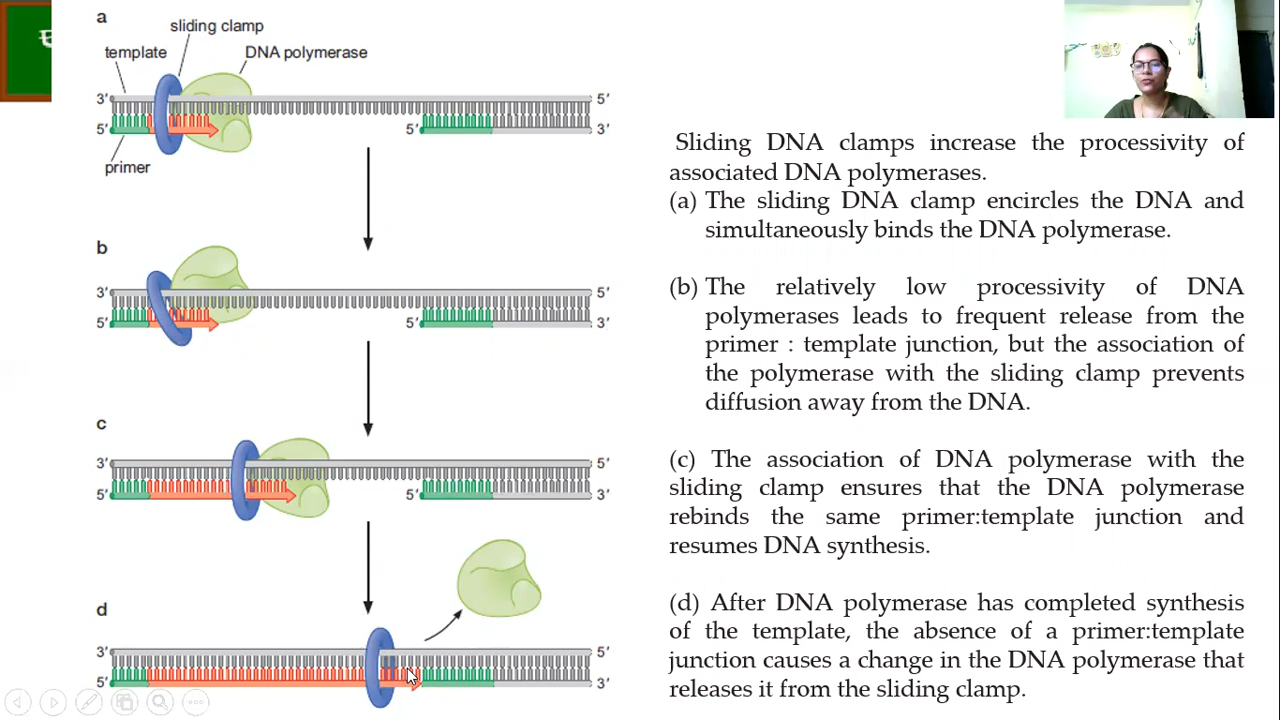 a
sliding clamp
template
DNA polymerase
3′
5′
5′
5′
3′
primer
b
3′
5′
5′
5′
3′
c
3′
5′
5′
5′
3′
d
3′
5′
5′
3′
Sliding DNA clamps increase the processivity of
associated DNA polymerases.
(a) The sliding DNA clamp encircles the DNA and
simultaneously binds the DNA polymerase.
(b) The relatively low processivity of DNA
polymerases leads to frequent release from the
primer : template junction, but the association of
the polymerase with the sliding clamp prevents
diffusion away from the DNA.
(c) The association of DNA polymerase with the
sliding clamp ensures that the DNA polymerase
rebinds the same primer:template junction and
resumes DNA synthesis.
(d) After DNA polymerase has completed synthesis
of the template, the absence of a primer:template
junction causes a change in the DNA polymerase that
releases it from the sliding clamp.